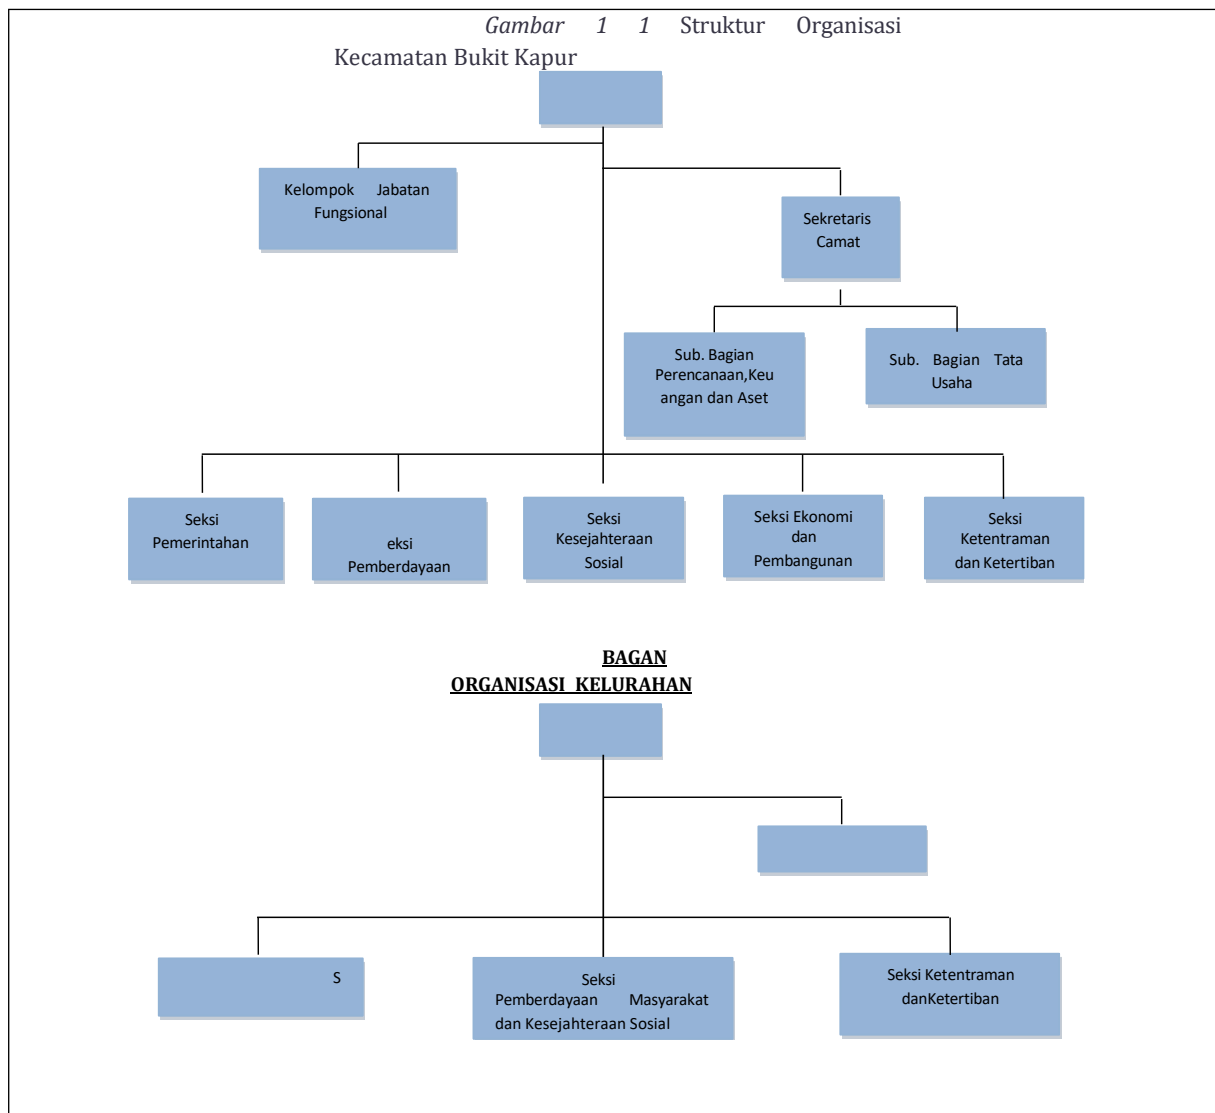 Gambar 1 1 Struktur Organisasi
Kecamatan Bukit Kapur
Kelompok Jabatan
Fungsional
Sekretaris
Camat
Sub. Bagian
Perencanaan,Keu
angan dan Aset
Sub. Bagian Tata
Usaha
Seksi
Pemerintahan
eksi
Pemberdayaan
Seksi
Kesejahteraan
Sosial
Seksi Ekonomi
dan
Pembangunan
Seksi
Ketentraman
dan Ketertiban
BAGAN
ORGANISASI KELURAHAN
S
Seksi
Pemberdayaan Masyarakat
dan Kesejahteraan Sosial
Seksi Ketentraman
danKetertiban